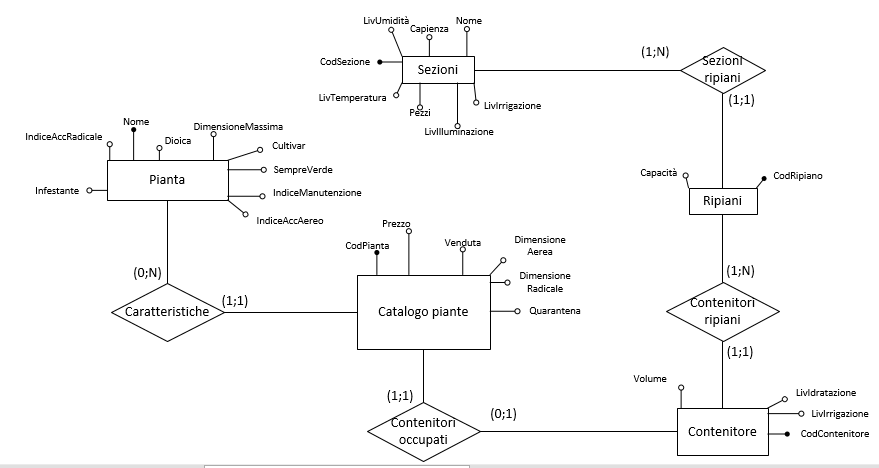 LivUmidità
Capienza
Nome
CodSezione
Sezioni
LivTemperatura
Pezzi
LivIrrigazione
LivIlluminazione
(1;N)
Sezioni
ripiani
(1;1)
IndiceAccRadicale
Nome
Dioica
DimensioneMassima
Cultivar
SempreVerde
Infestante
Pianta
IndiceManutenzione
IndiceAccAereo
Capacità
CodRipiano
Ripiani
(0;N)
Caratteristiche
(1;1)
Prezzo
CodPianta
Venduta
Dimensione
Aerea
Dimensione
Radicale
Catalogo piante
Quarantena
(1;N)
Contenitori
ripiani
(1;1)
(1;1)
Contenitori
occupati
(0;1)
Volume
LivIdratazione
LivIrrigazione
Contenitore
CodContenitore